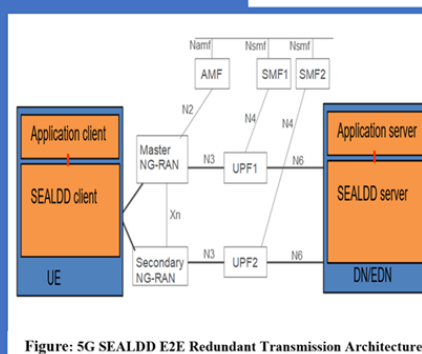 Namf Nsmf Nsmf
AMF SMF1 SMF2
N2 N4 N4
Application client Application server
Master NG-RAN N3 UPF1 N6
SEALDD client SEALDD server
Xn
Secondary NG-RAN N3 UPF2 N6
UE DN/EDN
Figure: 5G SEALDD E2E Redundant Transmission Architecture